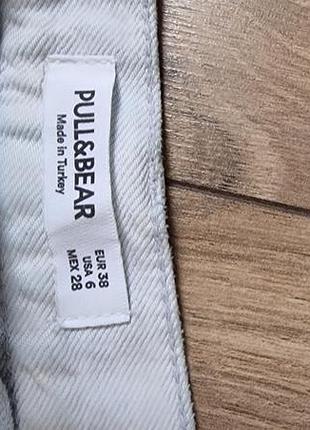 PULL&BEAR
Made in Turkey
EUR 38
USA 6
MEX 28